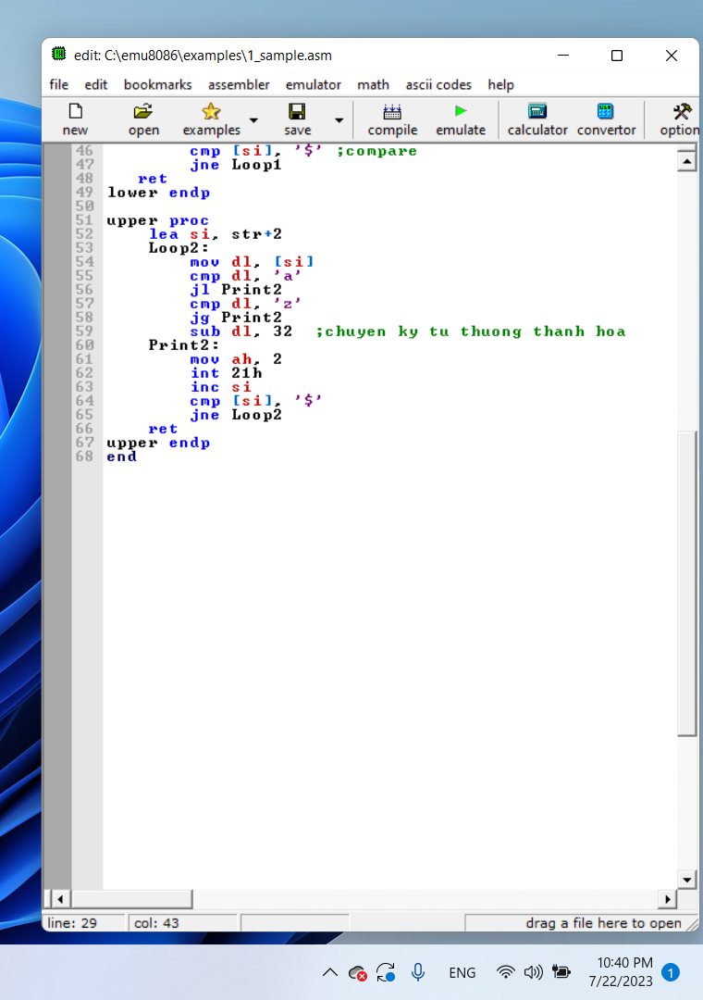 edit: C:\emu8086\examples\1_sample.asm
file edit bookmarks assembler emulator math ascii codes help
new open examples save compile emulate calculator convertor option
46 cmp [si], '$' ;compare
47 jne Loop1
48 ret
49 lower endp
50
51 upper proc
52 lea si, str+2
53 Loop2:
54 mov dl, [si]
55 cmp dl, 'a'
56 jl Print2
57 cmp dl, 'z'
58 jg Print2
59 sub dl, 32 ;chuyen ky tu thuong thanh hoa
60 Print2:
61 mov ah, 2
62 int 21h
63 inc si
64 cmp [si], '$'
65 jne Loop2
66 ret
67 upper endp
68 end
line: 29 col: 43 drag a file here to open
ENG 10:40 PM
7/22/2023 1